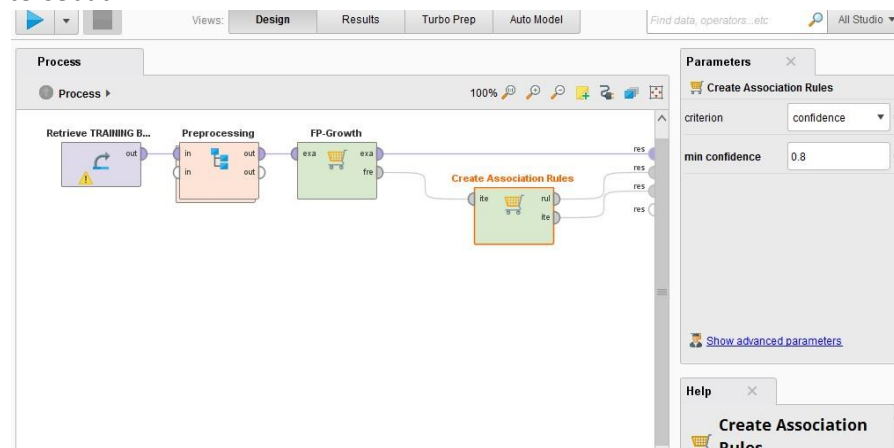 Views:
Design
Results
Turbo Prep
Auto Model
Find data, operators...etc
All Studio
Process
Process
100%
Retrieve TRAINING B...
out
Preprocessing
in
out
in
out
FP-Growth
exa
exa
fre
Create Association Rules
ite
rul
ite
res
res
res
res
Parameters
Create Association Rules
criterion
confidence
min confidence
0.8
Show advanced parameters
Help
Create Association
Rules